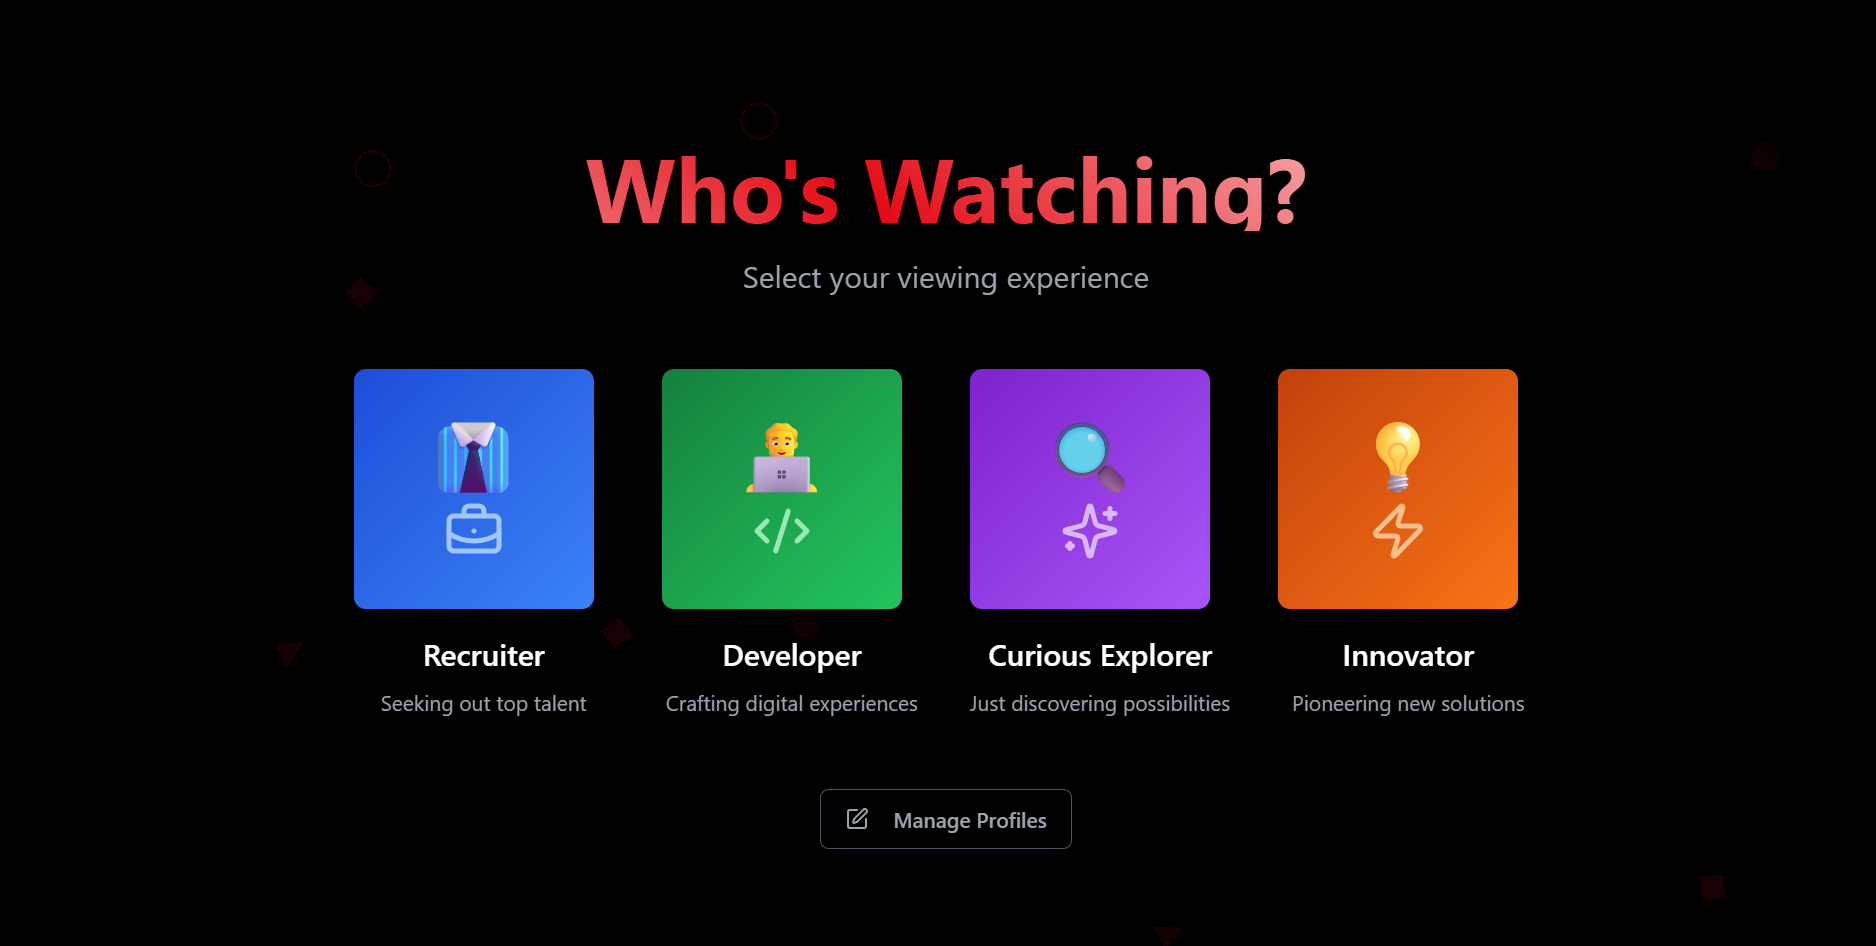 Who's Watching?
Select your viewing experience
Recruiter
Developer
Curious Explorer
Innovator
Seeking out top talent
Crafting digital experiences
Just discovering possibilities
Pioneering new solutions
Manage Profiles